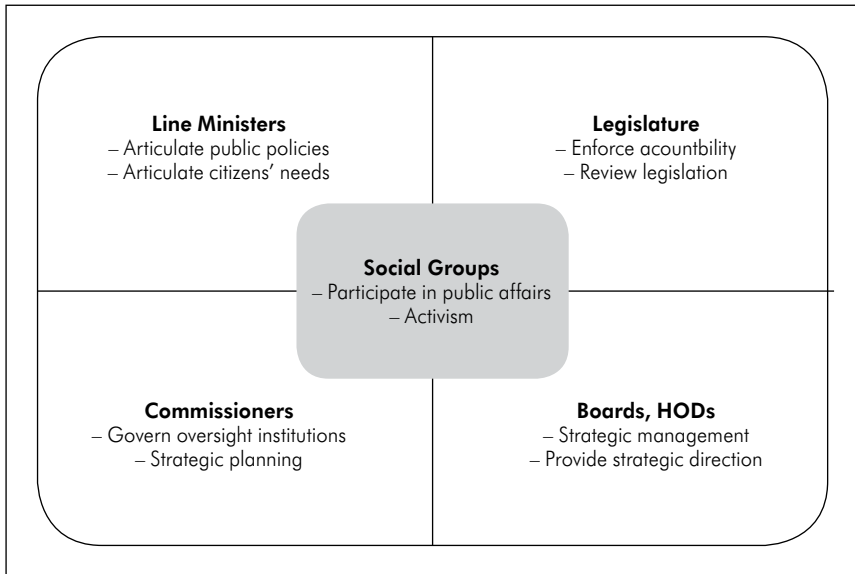 Line Ministers
– Articulate public policies
– Articulate citizens’ needs
Legislature
– Enforce acountbility
– Review legislation
Social Groups
– Participate in public affairs
– Activism
Commissioners
– Govern oversight institutions
– Strategic planning
Boards, HODs
– Strategic management
– Provide strategic direction